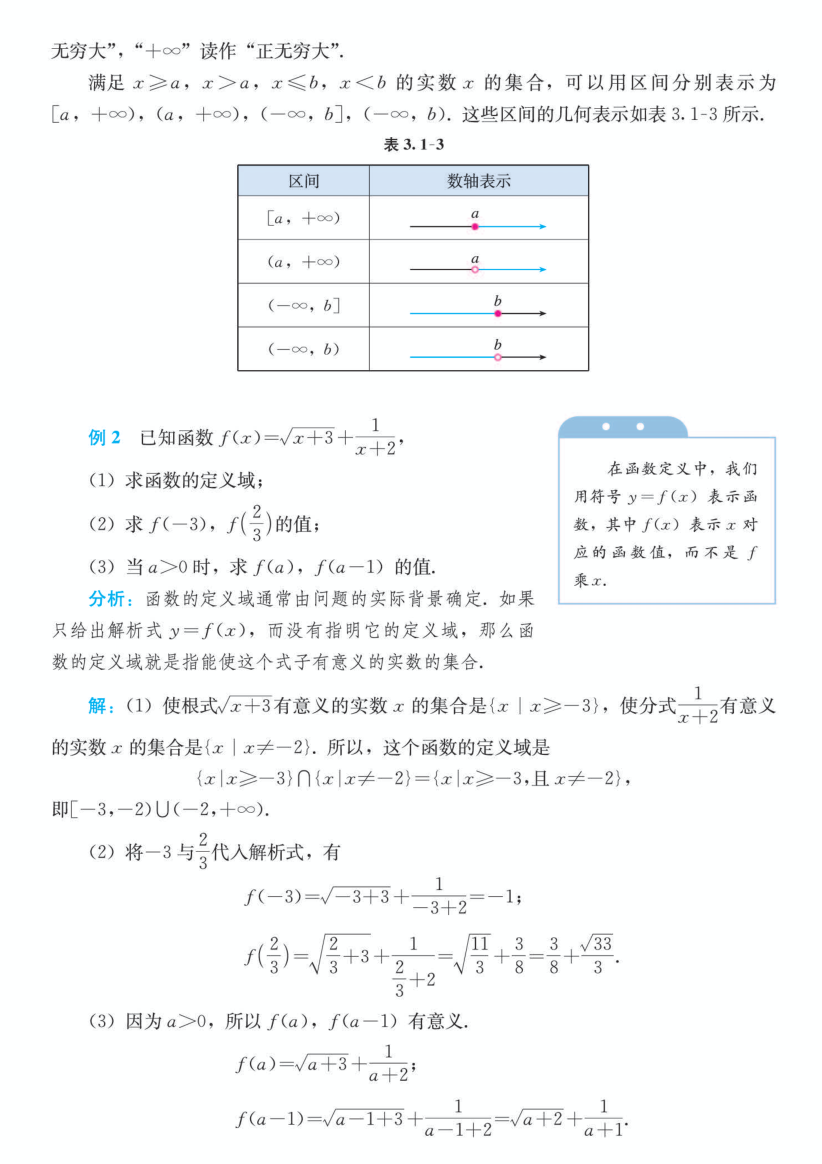 无穷大”，“＋∞”读作“正无穷大”.
满足 x≥a，x＞a，x≤b，x＜b 的实数 x 的集合，可以用区间分别表示为
[a，＋∞)，(a，＋∞)，(－∞，b]，(－∞，b). 这些区间的几何表示如表 3.1-3 所示.
表 3.1-3
区间 数轴表示
[a，＋∞) a
(a，＋∞) a
(－∞，b] b
(－∞，b) b
例 2 已知函数 f(x)=√(x+3)+1/(x+2)，
（1）求函数的定义域；
（2）求 f(－3)，f(2/3)的值；
（3）当 a＞0 时，求 f(a)，f(a－1) 的值.
在函数定义中，我们
用符号 y＝f(x) 表示函
数，其中 f(x) 表示 x 对
应的函数值，而不是 f
乘 x.
分析：函数的定义域通常由问题的实际背景确定. 如果
只给出解析式 y＝f(x)，而没有指明它的定义域，那么函
数的定义域就是指能使这个式子有意义的实数的集合.
解：（1）使根式√(x+3)有意义的实数 x 的集合是{x｜x≥－3}，使分式1/(x+2)有意义
的实数 x 的集合是{x｜x≠－2}. 所以，这个函数的定义域是
{x|x≥－3}∩{x|x≠－2}＝{x|x≥－3,且 x≠－2}，
即[－3,－2)∪(－2,＋∞).
（2）将－3 与2/3代入解析式，有
f(－3)=√(－3+3)+1/(－3+2)=－1；
f(2/3)=√(2/3+3)+1/(2/3+2)=√(11/3)+3/8=3/8+√33/3.
（3）因为 a＞0，所以 f(a)，f(a－1) 有意义.
f(a)=√(a+3)+1/(a+2)；
f(a－1)=√(a－1+3)+1/(a－1+2)=√(a+2)+1/(a+1).